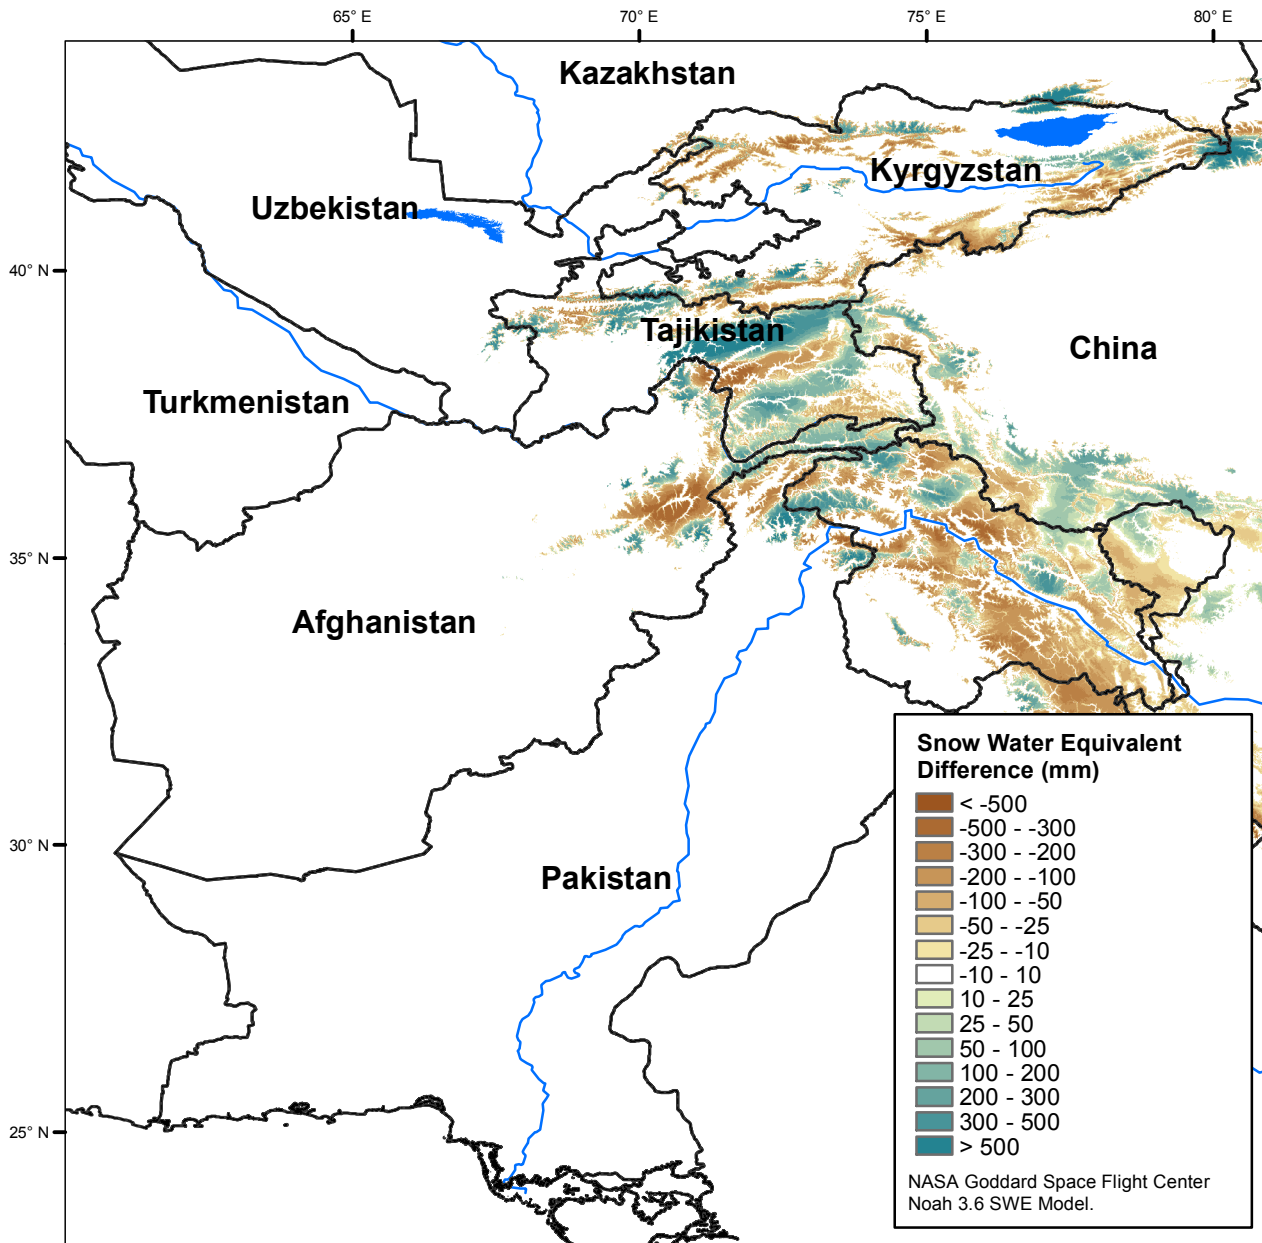 65° E
70° E
75° E
80° E
Kazakhstan
Kyrgyzstan
Uzbekistan
40° N
Tajikistan
China
Turkmenistan
35° N
Afghanistan
Snow Water Equivalent
Difference (mm)
< -500
-500 - -300
-300 - -200
-200 - -100
-100 - -50
-50 - -25
-25 - -10
-10 - 10
10 - 25
25 - 50
50 - 100
100 - 200
200 - 300
300 - 500
> 500
NASA Goddard Space Flight Center
Noah 3.6 SWE Model.
30° N
Pakistan
25° N